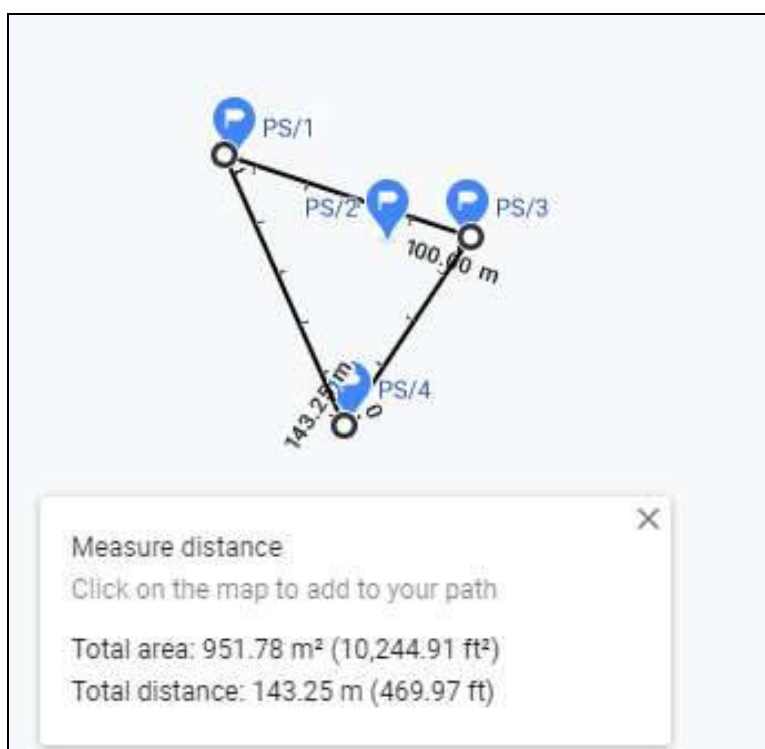 PS/1
PS/2
PS/3
100.00 m
PS/4
143.25 m
0
Measure distance
Click on the map to add to your path
Total area: 951.78 m² (10,244.91 ft²)
Total distance: 143.25 m (469.97 ft)